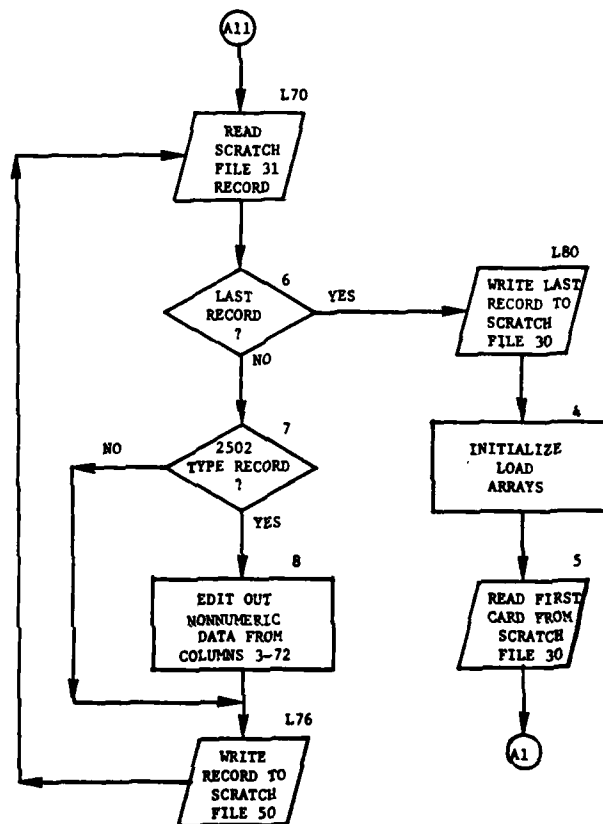 A11
L70
READ
SCRATCH
FILE 31
RECORD
6
LAST
RECORD
?
YES
NO
L80
WRITE LAST
RECORD TO
SCRATCH
FILE 30
4
INITIALIZE
LOAD
ARRAYS
7
2502
TYPE RECORD
?
NO
YES
8
EDIT OUT
NONNUMERIC
DATA FROM
COLUMNS 3-72
5
READ FIRST
CARD FROM
SCRATCH
FILE 30
A1
L76
WRITE
RECORD TO
SCRATCH
FILE 50